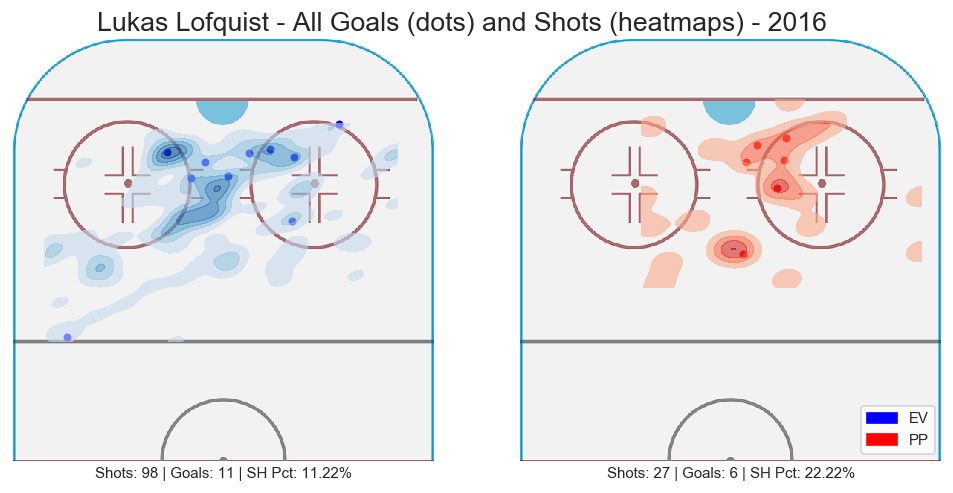 Lukas Lofquist - All Goals (dots) and Shots (heatmaps) - 2016
EV
PP
Shots: 98 | Goals: 11 | SH Pct: 11.22%
Shots: 27 | Goals: 6 | SH Pct: 22.22%